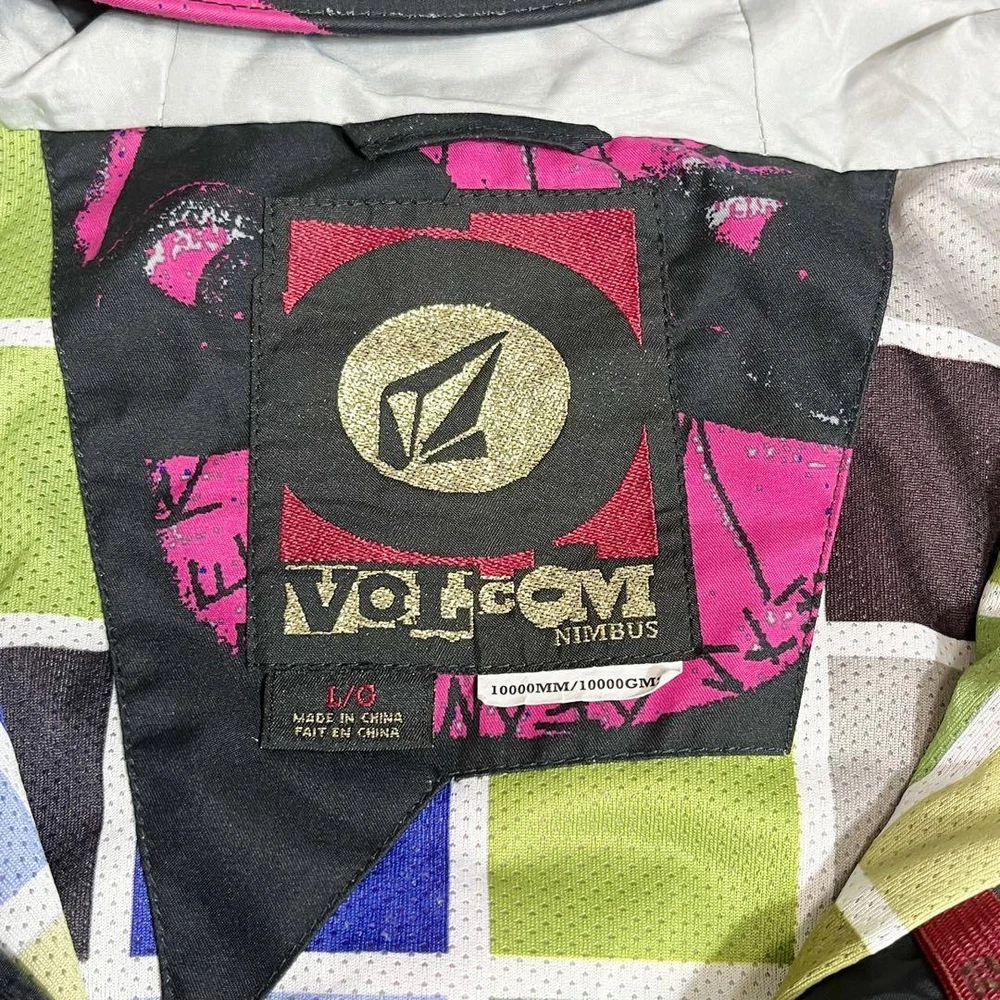 VOLCOM
NIMBUS
L/G
MADE IN CHINA
FAIT EN CHINA
10000MM/10000GM